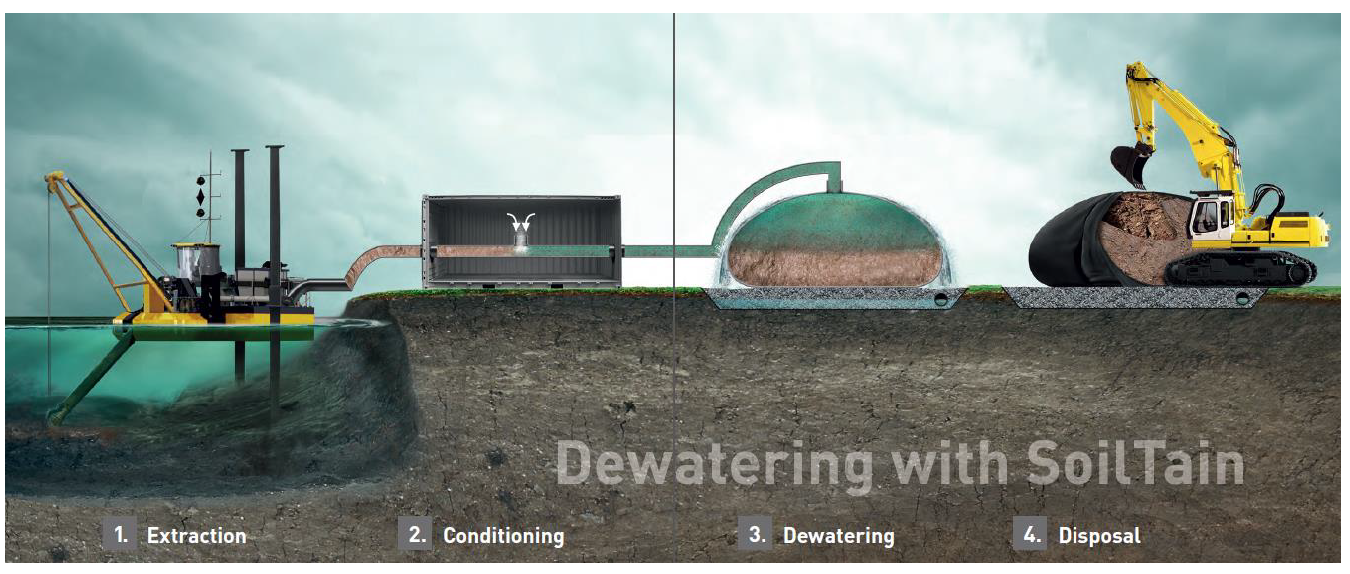 Dewatering with SoilTain
1. Extraction
2. Conditioning
3. Dewatering
4. Disposal